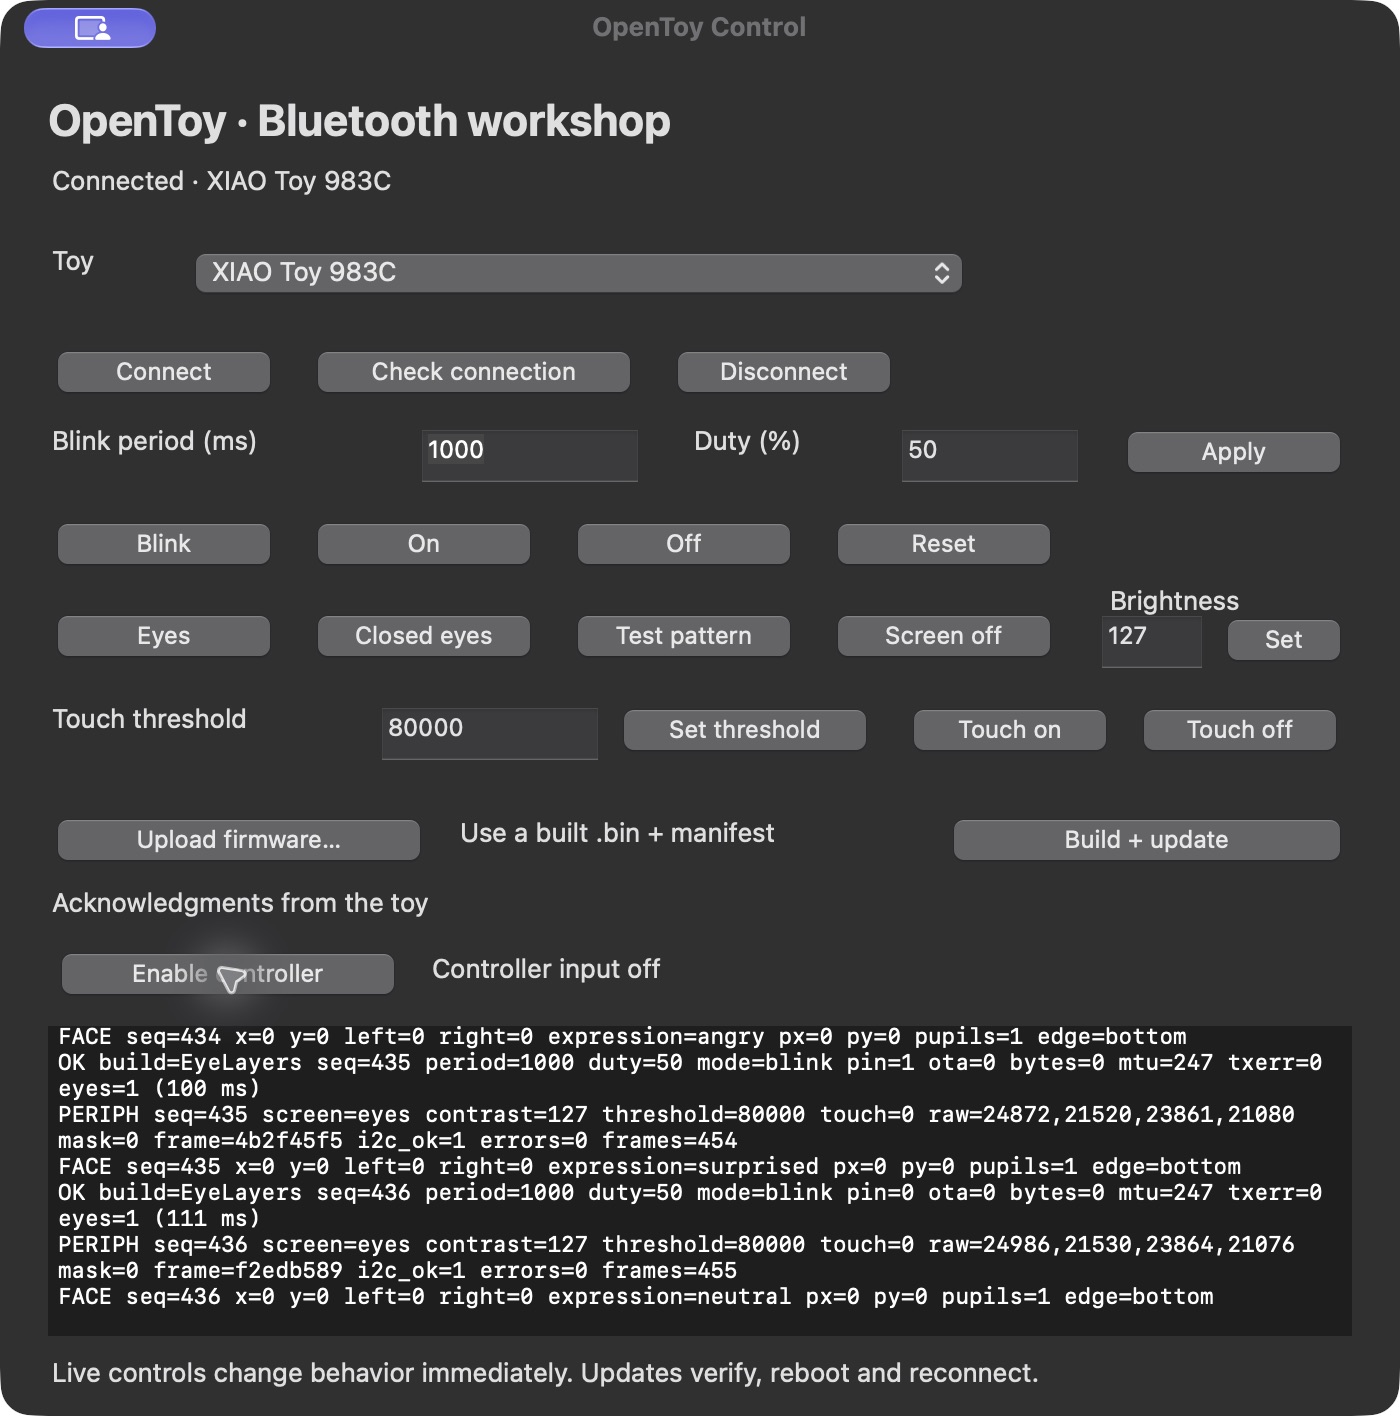 OpenToy Control
OpenToy · Bluetooth workshop
Connected · XIAO Toy 983C
Toy
XIAO Toy 983C
Connect
Check connection
Disconnect
Blink period (ms)
1000
Duty (%)
50
Apply
Blink
On
Off
Reset
Brightness
Eyes
Closed eyes
Test pattern
Screen off
127
Set
Touch threshold
80000
Set threshold
Touch on
Touch off
Upload firmware...
Use a built .bin + manifest
Build + update
Acknowledgments from the toy
Enable controller
Controller input off
FACE seq=434 x=0 y=0 left=0 right=0 expression=angry px=0 py=0 pupils=1 edge=bottom
OK build=EyeLayers seq=435 period=1000 duty=50 mode=blink pin=1 ota=0 bytes=0 mtu=247 txerr=0
eyes=1 (100 ms)
PERIPH seq=435 screen=eyes contrast=127 threshold=80000 touch=0 raw=24872,21520,23861,21080
mask=0 frame=4b2f45f5 i2c_ok=1 errors=0 frames=454
FACE seq=435 x=0 y=0 left=0 right=0 expression=surprised px=0 py=0 pupils=1 edge=bottom
OK build=EyeLayers seq=436 period=1000 duty=50 mode=blink pin=0 ota=0 bytes=0 mtu=247 txerr=0
eyes=1 (111 ms)
PERIPH seq=436 screen=eyes contrast=127 threshold=80000 touch=0 raw=24986,21530,23864,21076
mask=0 frame=f2edb589 i2c_ok=1 errors=0 frames=455
FACE seq=436 x=0 y=0 left=0 right=0 expression=neutral px=0 py=0 pupils=1 edge=bottom
Live controls change behavior immediately. Updates verify, reboot and reconnect.